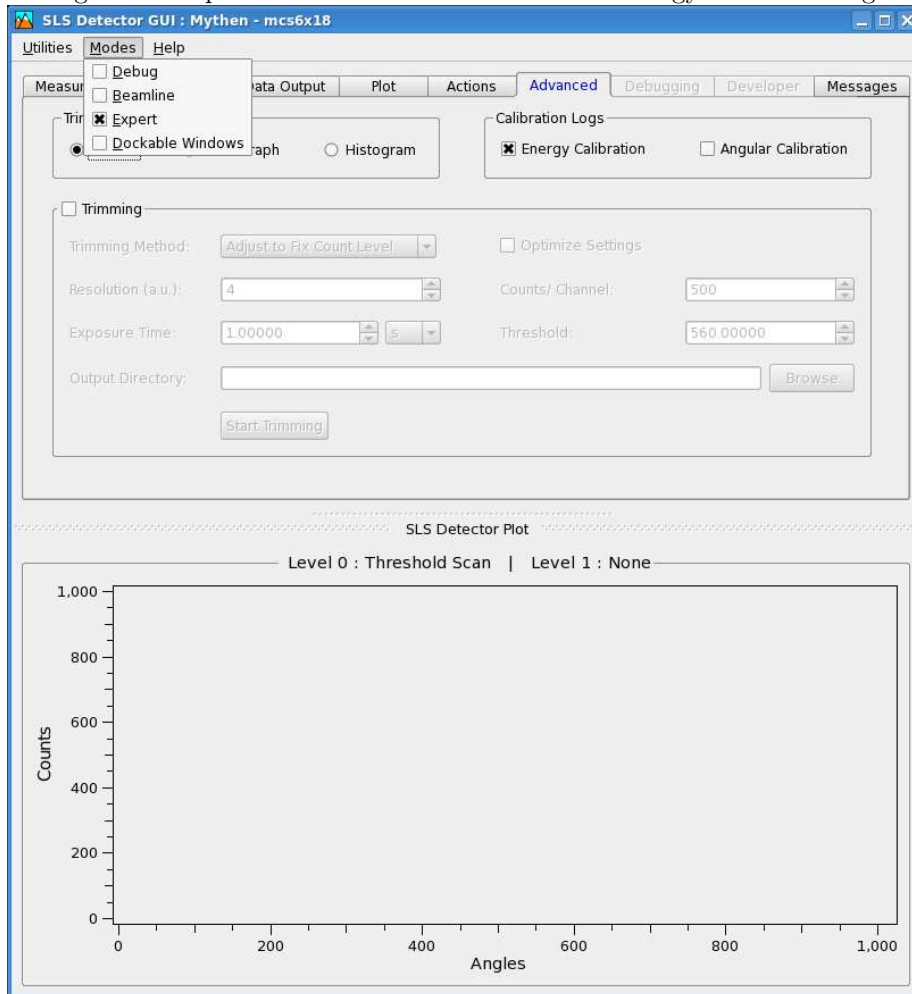 SLS Detector GUI : Mythen - mcs6x18
Utilities Modes Help
Debug
Beamline
Expert
Dockable Windows
Measur ata Output Plot Actions Advanced Debugging Developer Messages
Tri Calibration Logs
raph Histogram Energy Calibration Angular Calibration
Trimming
Trimming Method: Adjust to Fix Count Level Optimize Settings
Resolution (a.u.): 4 Counts/ Channel: 500
Exposure Time: 1.00000 s Threshold: 560.00000
Output Directory: Browse
Start Trimming
SLS Detector Plot
Level 0 : Threshold Scan | Level 1 : None
1,000
800
600
400
200
0
Counts
0 200 400 600 800 1,000
Angles